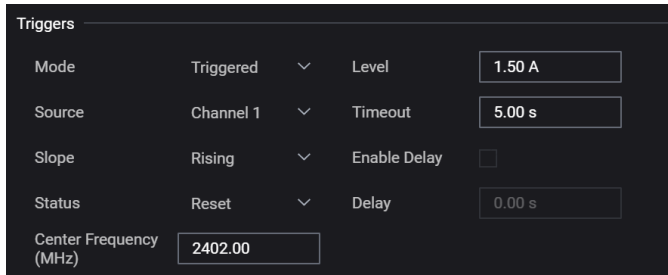 Triggers
Mode Triggered Level 1.50 A
Source Channel 1 Timeout 5.00 s
Slope Rising Enable Delay
Status Reset Delay 0.00 s
Center Frequency
(MHz) 2402.00